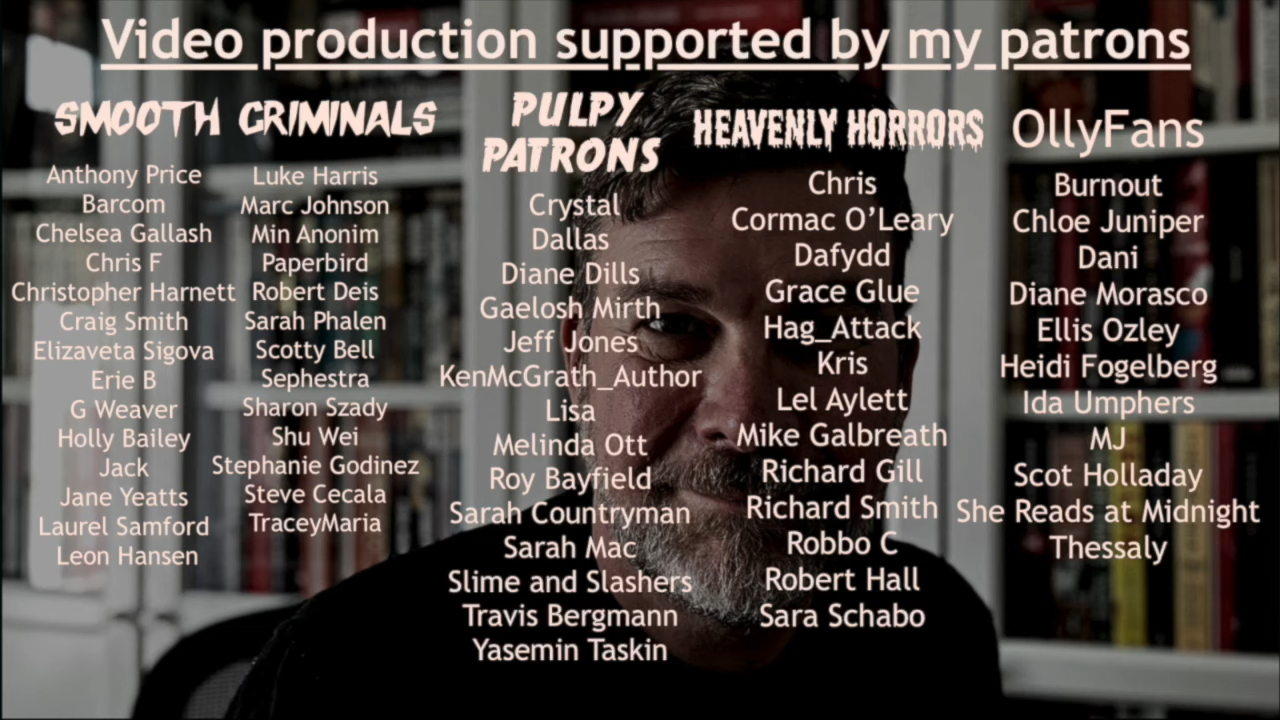 Video production supported by my patrons
SMOOTH CRIMINALS
Anthony Price
Barcom
Chelsea Gallash
Chris F
Christopher Harnett
Craig Smith
Elizaveta Sigova
Erie B
G Weaver
Holly Bailey
Jack
Jane Yeatts
Laurel Samford
Leon Hansen
Luke Harris
Marc Johnson
Min Anonim
Paperbird
Robert Deis
Sarah Phalen
Scotty Bell
Sephestra
Sharon Szady
Shu Wei
Stephanie Godinez
Steve Cecala
TraceyMaria
PULPY
PATRONS
Crystal
Dallas
Diane Dills
Gaelosh Mirth
Jeff Jones
KenMcGrath_Author
Lisa
Melinda Ott
Roy Bayfield
Sarah Countryman
Sarah Mac
Slime and Slashers
Travis Bergmann
Yasemin Taskin
HEAVENLY HORRORS
Chris
Cormac O’Leary
Dafydd
Grace Glue
Hag_Attack
Kris
Lel Aylett
Mike Galbreath
Richard Gill
Richard Smith
Robbo C
Robert Hall
Sara Schabo
OllyFans
Burnout
Chloe Juniper
Dani
Diane Morasco
Ellis Ozley
Heidi Fogelberg
Ida Umphers
MJ
Scot Holladay
She Reads at Midnight
Thessaly